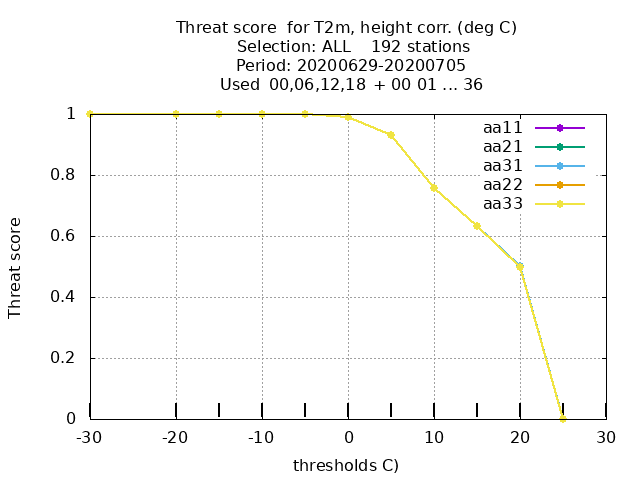 Threat score  for T2m, height corr. (deg C)
Selection: ALL    192 stations
Period: 20200629-20200705
Used  00,06,12,18  + 00 01 ... 36
1
0.8
0.6
0.4
0.2
0
Threat score
aa11
aa21
aa31
aa22
aa33
-30 -20 -10 0 10 20 30
thresholds C)